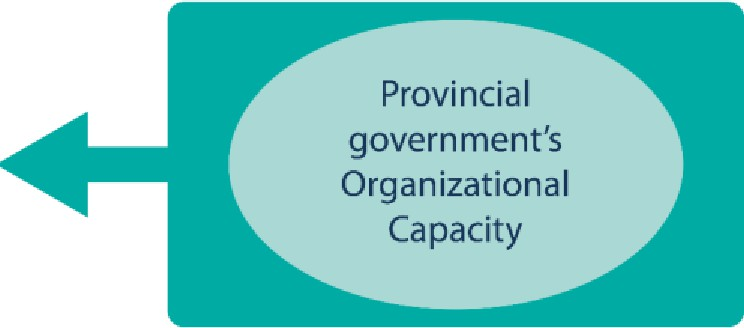 Provincial
government’s
Organizational
Capacity